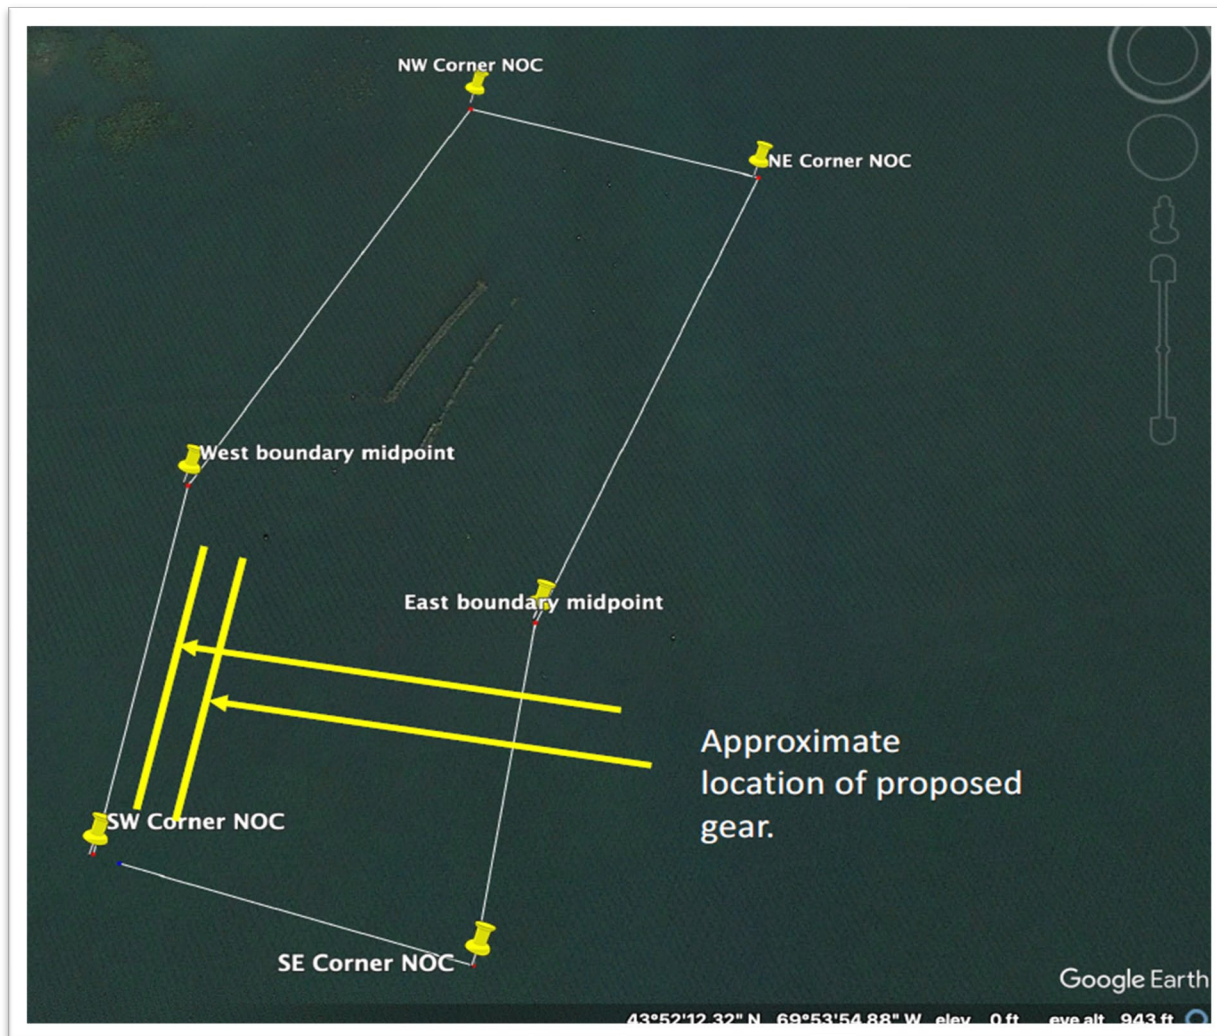 NW Corner NOC
NE Corner NOC
West boundary midpoint
East boundary midpoint
Approximate
location of proposed
gear.
SW Corner NOC
SE Corner NOC
Google Earth
43°52'12.32" N 69°53'54.88" W elev 0 ft eye alt 943 ft